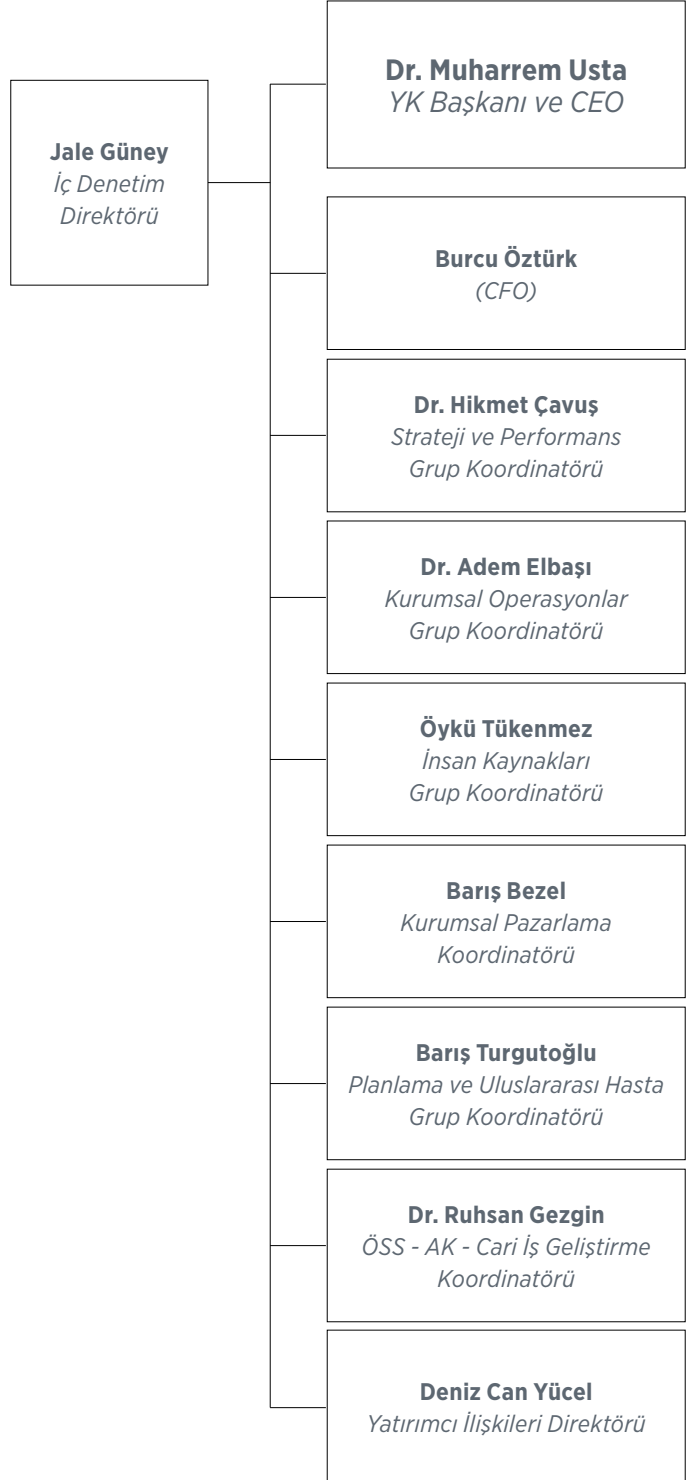 Dr. Muharrem Usta
YK Başkanı ve CEO
Jale Güney
İç Denetim
Direktörü
Burcu Öztürk
(CFO)
Dr. Hikmet Çavuş
Strateji ve Performans
Grup Koordinatörü
Dr. Adem Elbaşı
Kurumsal Operasyonlar
Grup Koordinatörü
Öykü Tükenmez
İnsan Kaynakları
Grup Koordinatörü
Barış Bezel
Kurumsal Pazarlama
Koordinatörü
Barış Turgutoğlu
Planlama ve Uluslararası Hasta
Grup Koordinatörü
Dr. Ruhsan Gezgin
ÖSS - AK - Cari İş Geliştirme
Koordinatörü
Deniz Can Yücel
Yatırımcı İlişkileri Direktörü